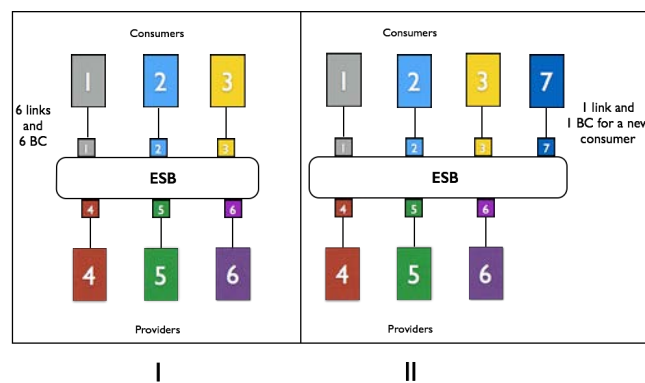 Consumers
1 2 3
6 links
and
6 BC
1 2 3
ESB
4 5 6
4 5 6
Providers
I
Consumers
1 2 3 7
1 link and
1 BC for a new
consumer
1 2 3 7
ESB
4 5 6
4 5 6
Providers
II